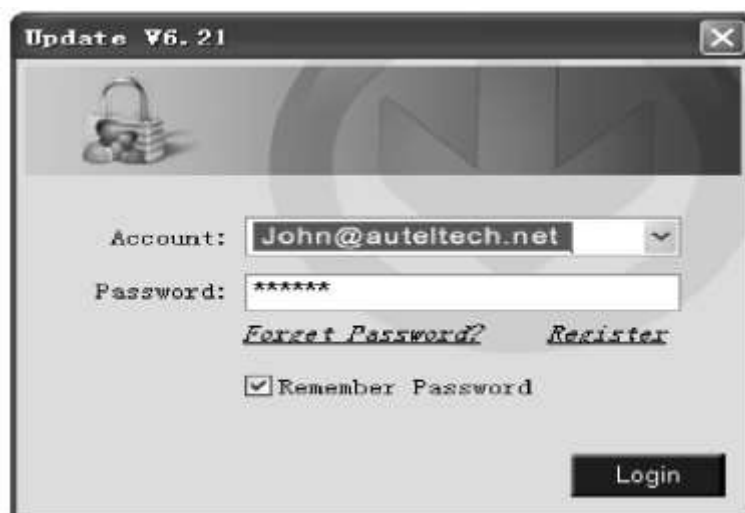 Update V6.21
Account: John@auteltech.net
Password: ******
Forget Password? Register
Remember Password
Login